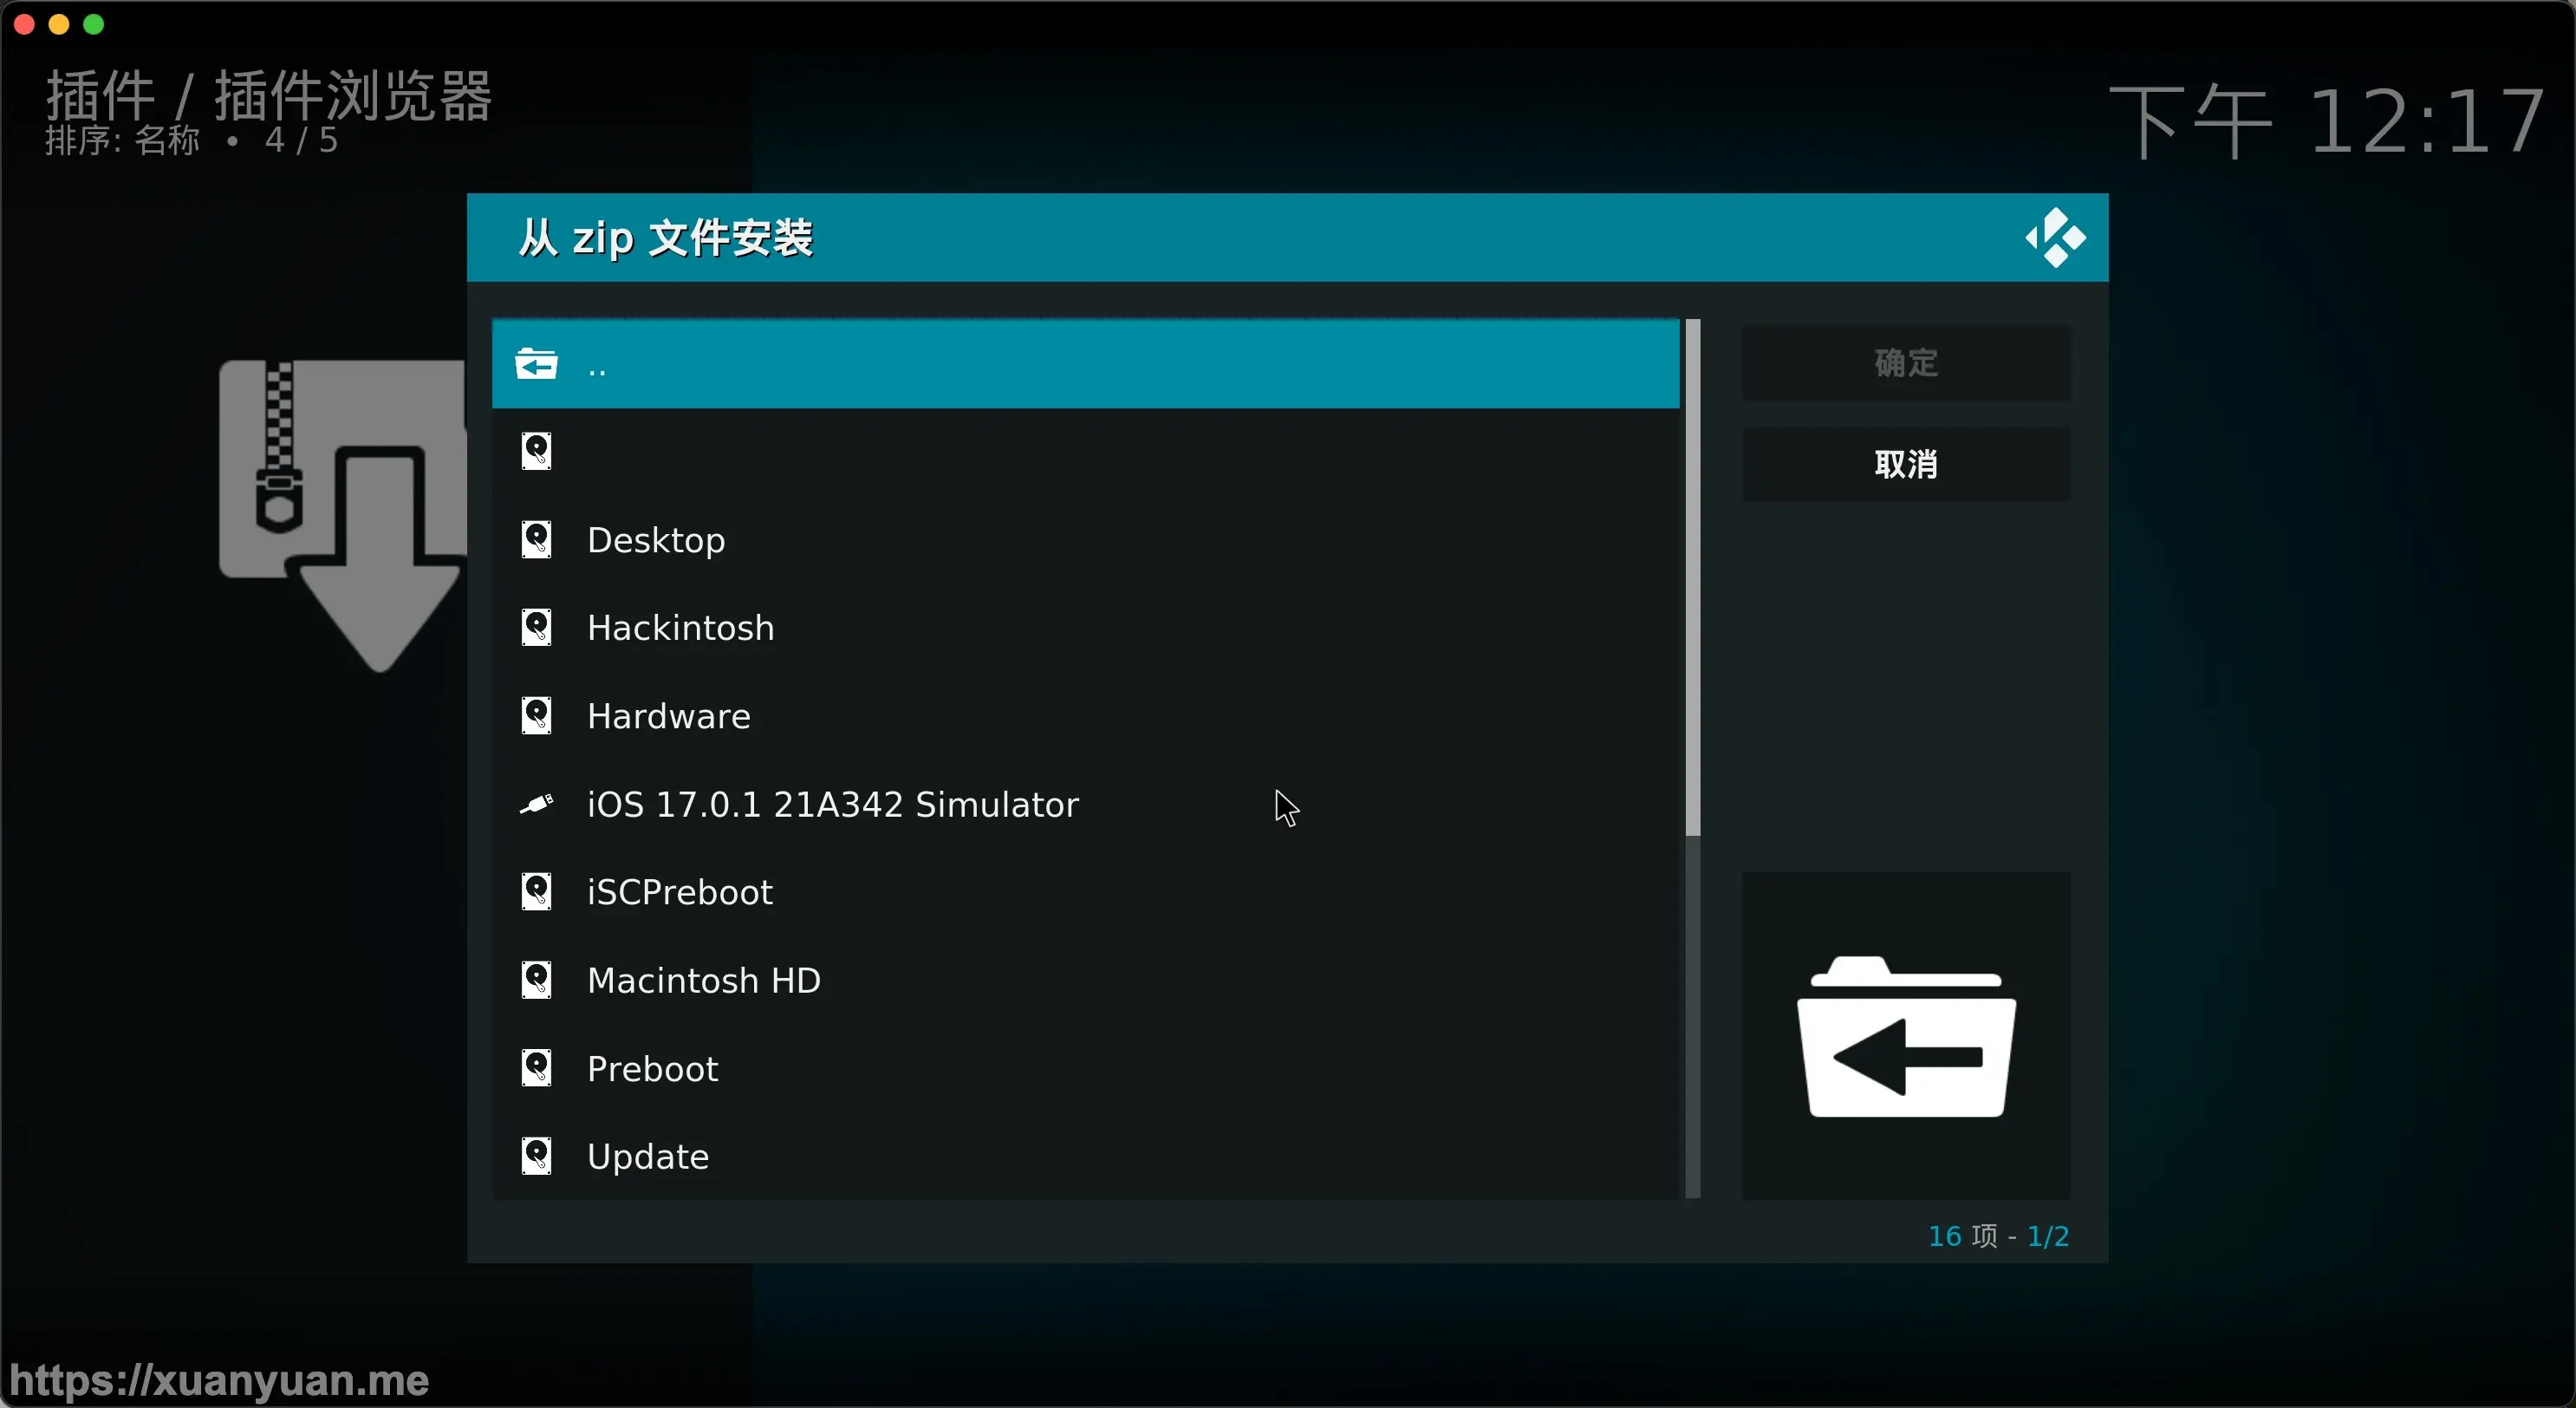 插件 / 插件浏览器
排序: 名称 • 4 / 5
下午 12:17
从 zip 文件安装
..
确定
取消
Desktop
Hackintosh
Hardware
iOS 17.0.1 21A342 Simulator
iSCPreboot
Macintosh HD
Preboot
Update
16 项 - 1/2
https://xuanyuan.me